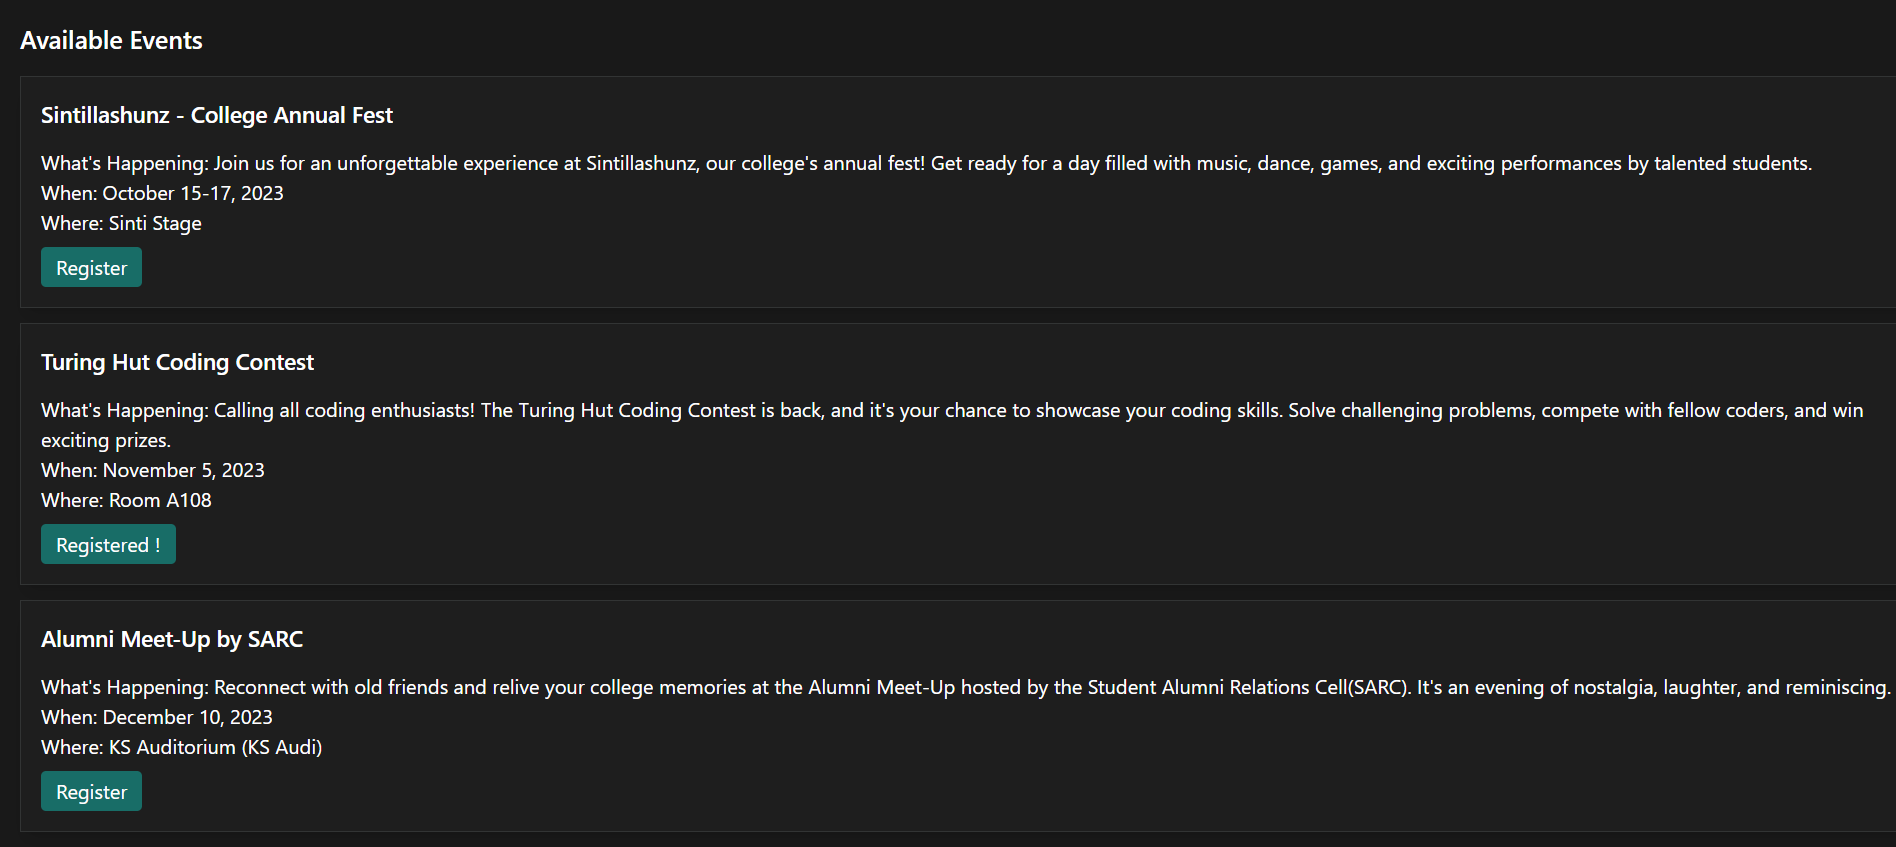 Available Events
Sintillashunz - College Annual Fest
What's Happening: Join us for an unforgettable experience at Sintillashunz, our college's annual fest! Get ready for a day filled with music, dance, games, and exciting performances by talented students.
When: October 15-17, 2023
Where: Sinti Stage
Register
Turing Hut Coding Contest
What's Happening: Calling all coding enthusiasts! The Turing Hut Coding Contest is back, and it's your chance to showcase your coding skills. Solve challenging problems, compete with fellow coders, and win
exciting prizes.
When: November 5, 2023
Where: Room A108
Registered !
Alumni Meet-Up by SARC
What's Happening: Reconnect with old friends and relive your college memories at the Alumni Meet-Up hosted by the Student Alumni Relations Cell(SARC). It's an evening of nostalgia, laughter, and reminiscing.
When: December 10, 2023
Where: KS Auditorium (KS Audi)
Register